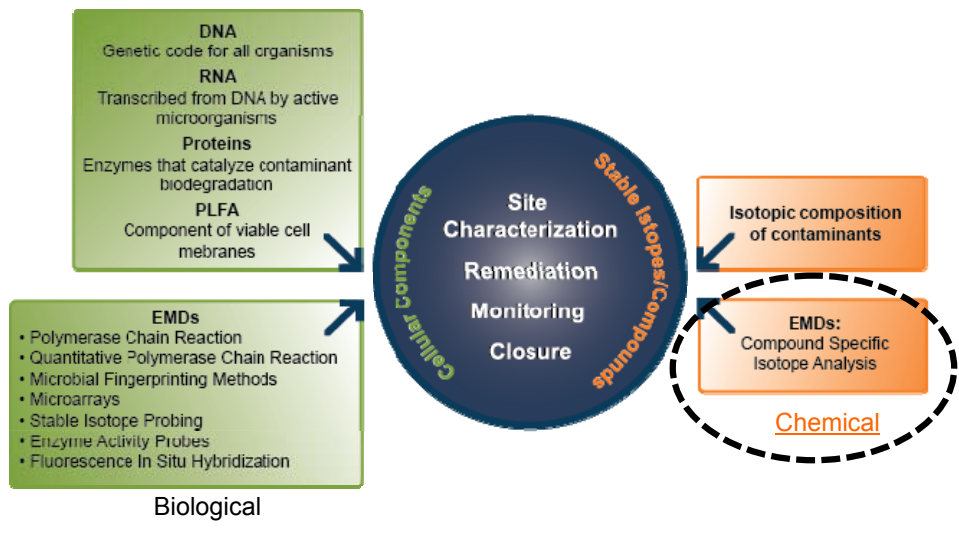 DNA
Genetic code for all organisms
RNA
Transcribed from DNA by active
microorganisms
Proteins
Enzymes that catalyze contaminant
biodegradation
PLFA
Component of viable cell
mebranes
EMDs
• Polymerase Chain Reaction
• Quantitative Polymerase Chain Reaction
• Microbial Fingerprinting Methods
• Microarrays
• Stable Isotope Probing
• Enzyme Activity Probes
• Fluorescence In Situ Hybridization
Biological
Cellular Components
Site
Characterization
Remediation
Monitoring
Closure
Stable Istopes/Compounds
Isotopic composition
of contaminants
EMDs:
Compound Specific
Isotope Analysis
Chemical